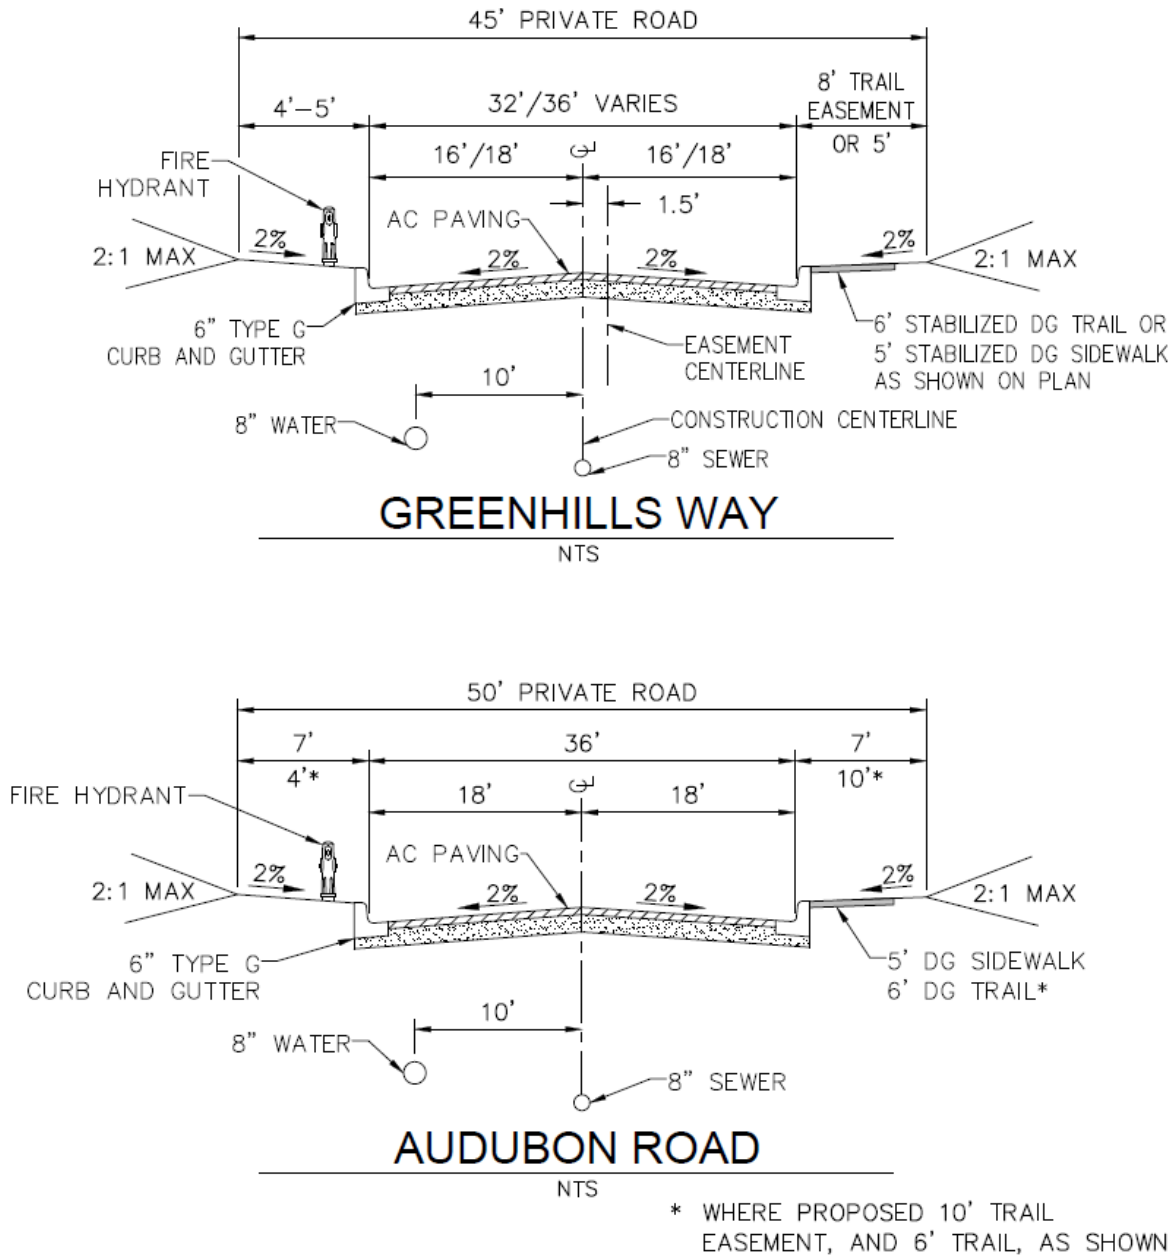 45' PRIVATE ROAD
4'-5'
32'/36' VARIES
8' TRAIL
EASEMENT
OR 5'
16'/18'
℄
16'/18'
FIRE
HYDRANT
1.5'
AC PAVING
2:1 MAX
2%
2%
2%
2%
2:1 MAX
6" TYPE G
CURB AND GUTTER
EASEMENT
CENTERLINE
6' STABILIZED DG TRAIL OR
5' STABILIZED DG SIDEWALK
AS SHOWN ON PLAN
10'
8" WATER
CONSTRUCTION CENTERLINE
8" SEWER
GREENHILLS WAY
NTS
50' PRIVATE ROAD
7'
4'*
36'
7'
10'*
FIRE HYDRANT
18'
℄
18'
AC PAVING
2:1 MAX
2%
2%
2%
2%
2:1 MAX
6" TYPE G
CURB AND GUTTER
5' DG SIDEWALK
6' DG TRAIL*
10'
8" WATER
8" SEWER
AUDUBON ROAD
NTS
* WHERE PROPOSED 10' TRAIL
EASEMENT, AND 6' TRAIL, AS SHOWN